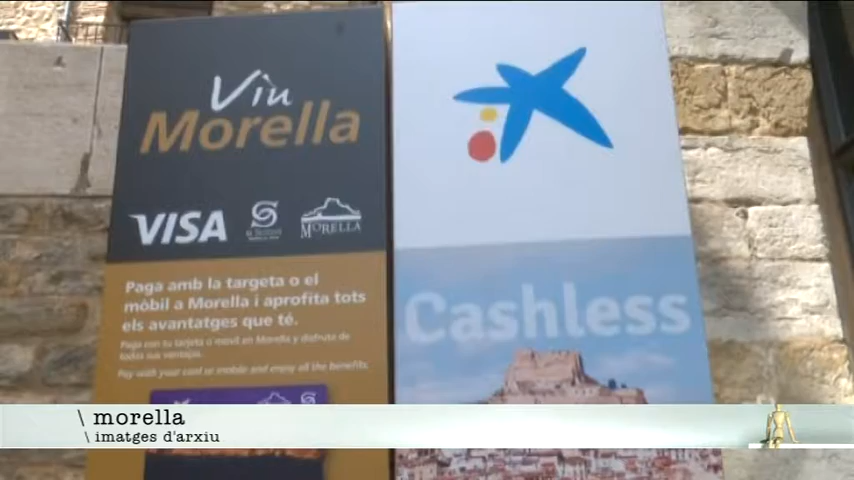 Viu
Morella
VISA
MORELLA
Paga amb la targeta o el
mòbil a Morella i aprofita tots
els avantatges que té.
Paga con tu tarjeta o móvil en Morella y disfruta de
todas sus ventajas.
Pay with your card or mobile and enjoy all the benefits.
Cashless
\ morella
\ imatges d'arxiu